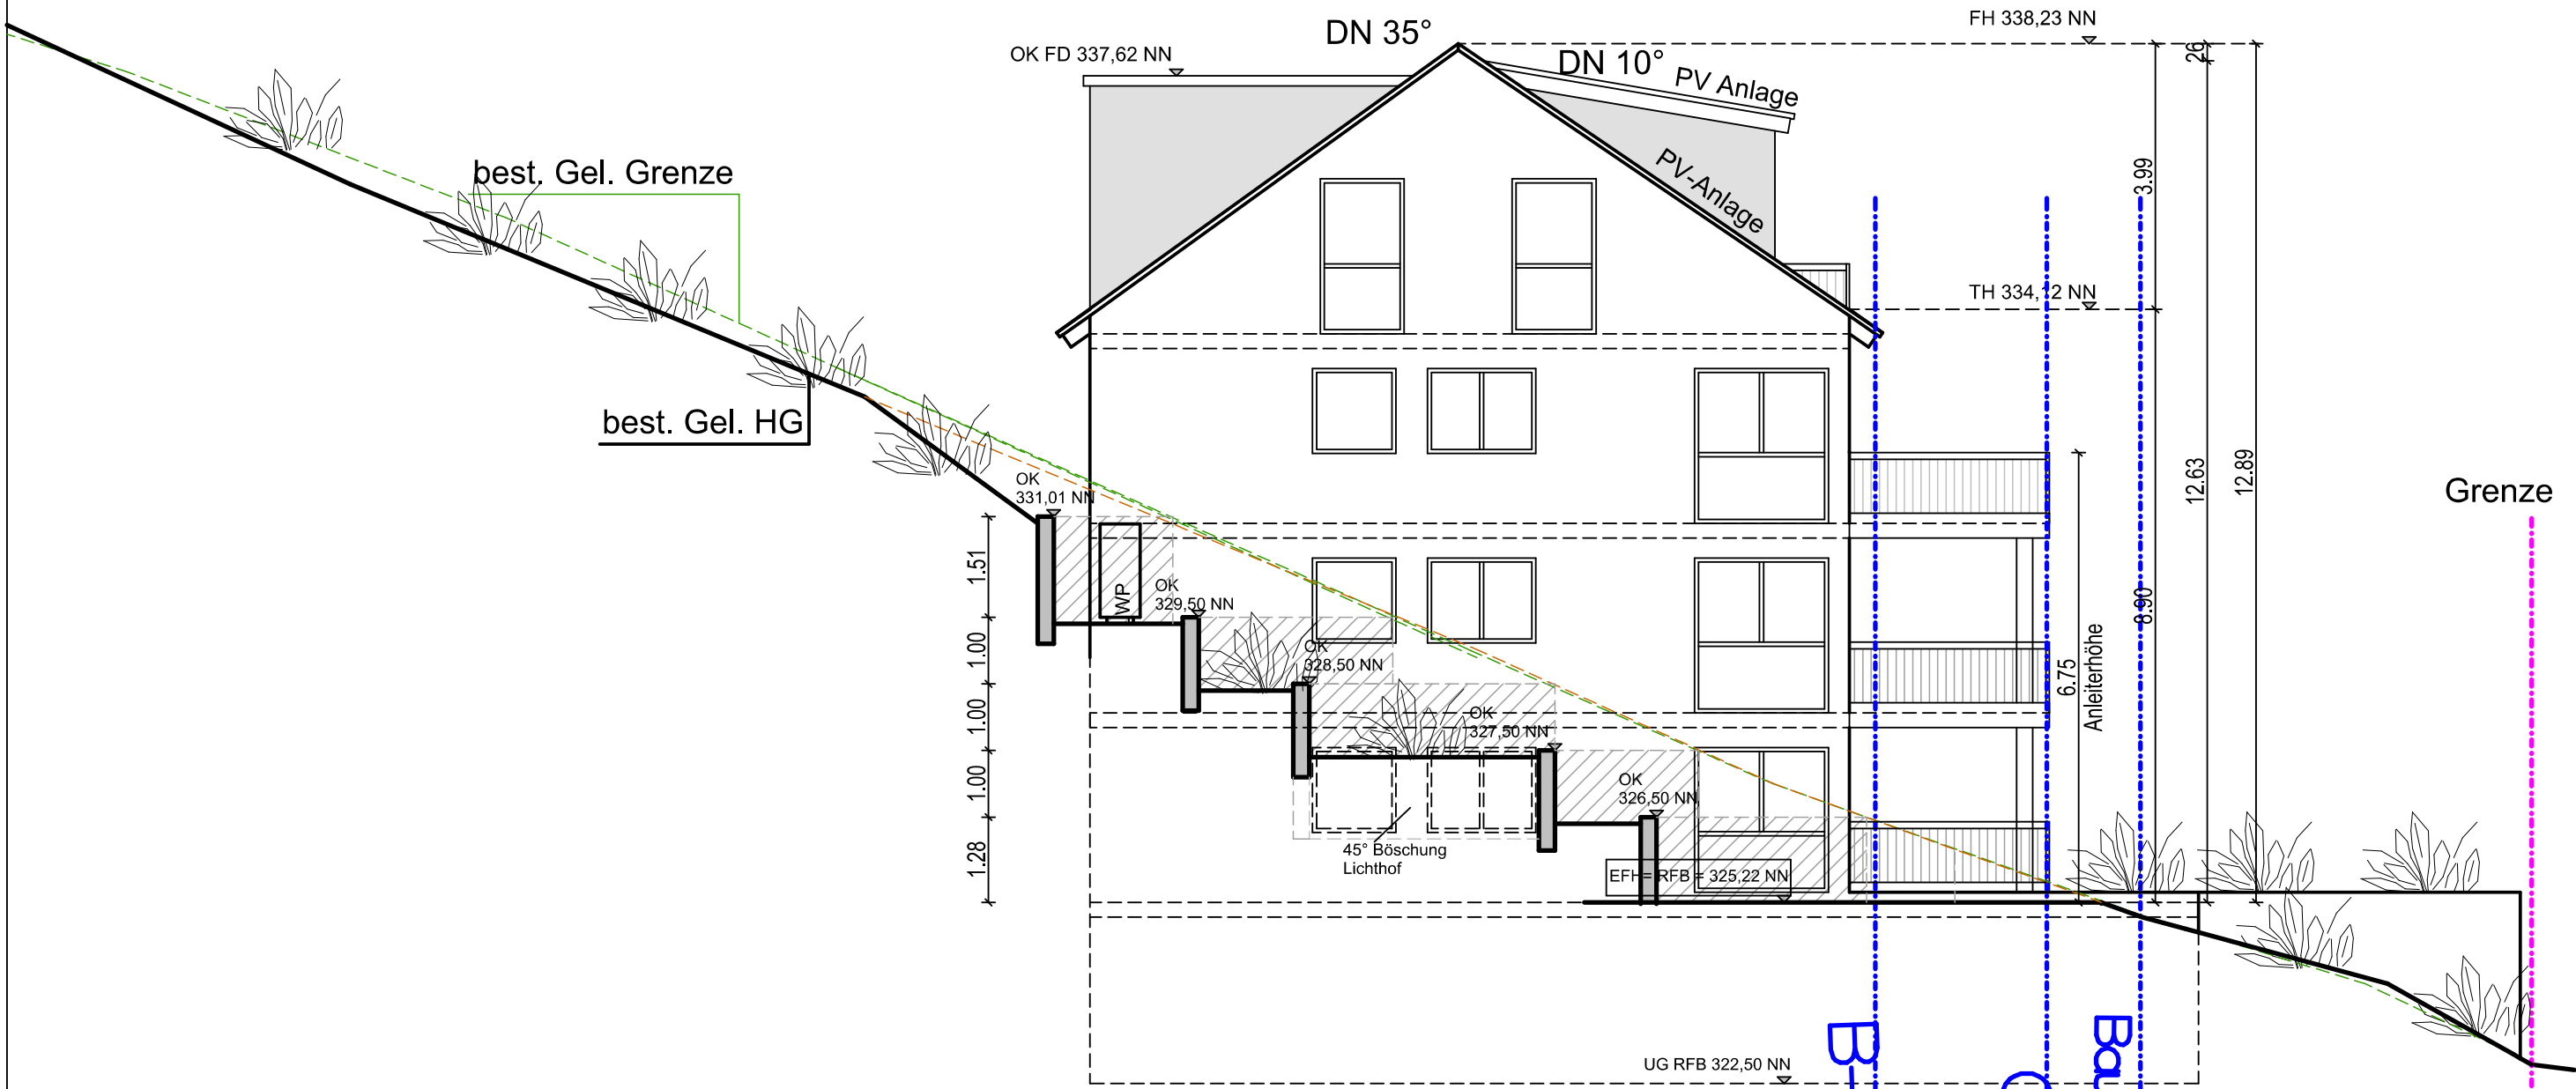 FH 338,23 NN
DN 35°
OK FD 337,62 NN
DN 10°
PV Anlage
26
PV-Anlage
3.99
best. Gel. Grenze
TH 334,12 NN
best. Gel. HG
12.63
12.89
Grenze
OK
331,01 NN
1.51
WP
OK
329,50 NN
8.90
1.00
OK
328,50 NN
6.75
Anleiterhöhe
1.00
OK
327,50 NN
1.00
OK
326,50 NN
45° Böschung
Lichthof
1.28
EFH= RFB = 325,22 NN
UG RFB 322,50 NN
B-
Bau